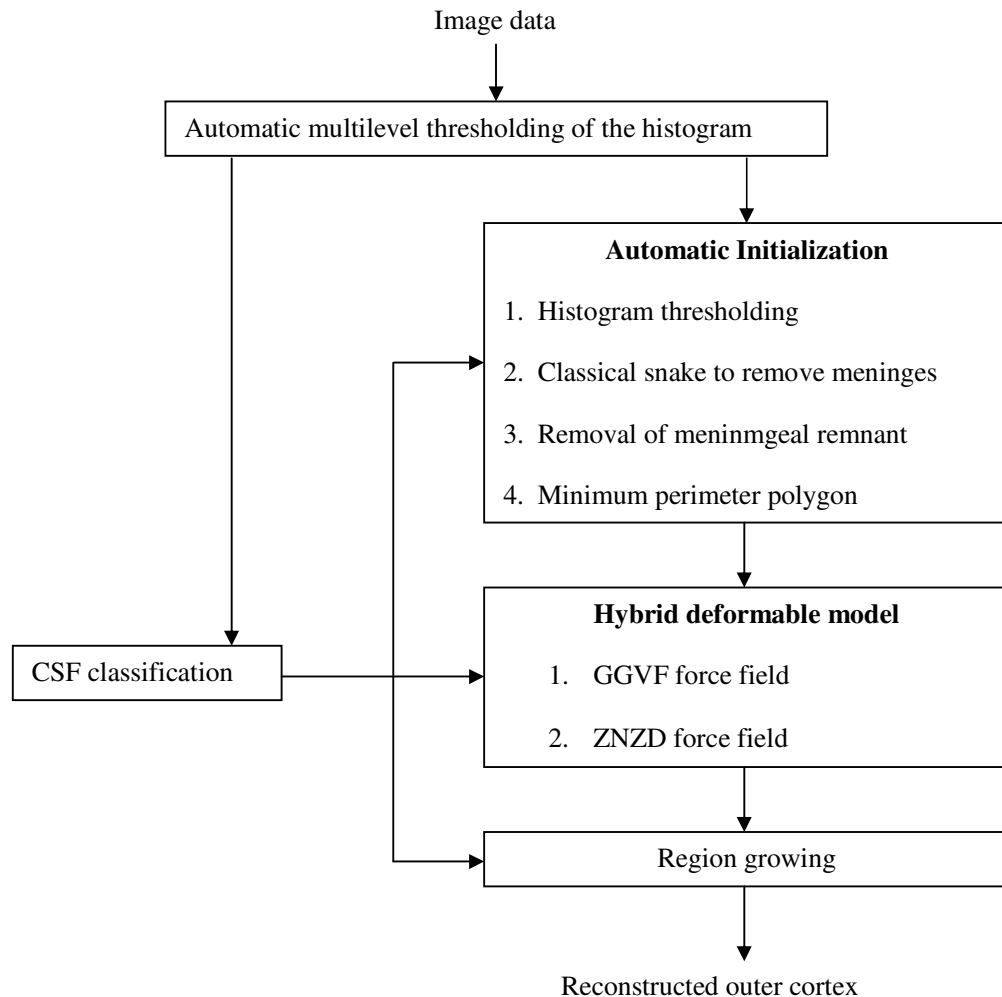 Image data
Automatic multilevel thresholding of the histogram
Automatic Initialization
1. Histogram thresholding
2. Classical snake to remove meninges
3. Removal of meninmgeal remnant
4. Minimum perimeter polygon
Hybrid deformable model
CSF classification
1. GGVF force field
2. ZNZD force field
Region growing
Reconstructed outer cortex